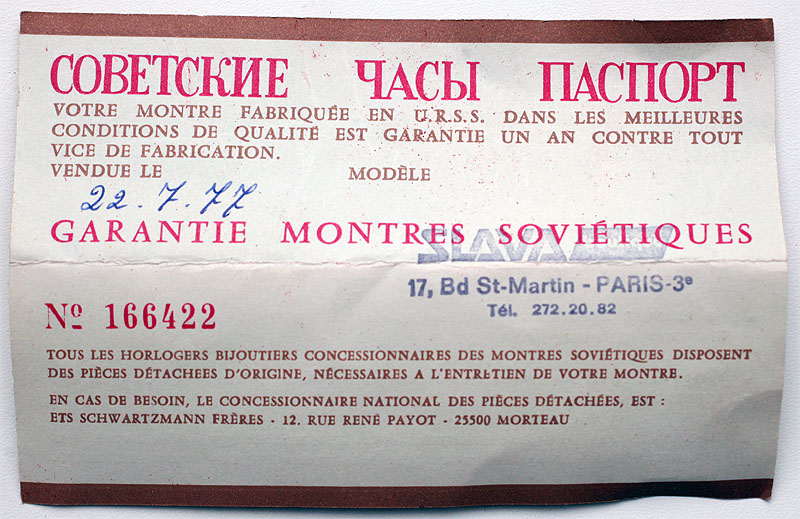 СОВЕТСКИЕ ЧАСЫ ПАСПОРТ
VOTRE MONTRE FABRIQUÉE EN U.R.S.S. DANS LES MEILLEURES
CONDITIONS DE QUALITÉ EST GARANTIE UN AN CONTRE TOUT
VICE DE FABRICATION.
VENDUE LE MODÈLE
22.7.77
GARANTIE MONTRES SOVIÉTIQUES
SLAVA
17, Bd St-Martin - PARIS-3e
Tél. 272.20.82
No 166422
TOUS LES HORLOGERS BIJOUTIERS CONCESSIONNAIRES DES MONTRES SOVIÉTIQUES DISPOSENT
DES PIÈCES DÉTACHEES D'ORIGINE, NÉCESSAIRES A L'ENTRETIEN DE VOTRE MONTRE.
EN CAS DE BESOIN, LE CONCESSIONNAIRE NATIONAL DES PIÈCES DÉTACHÉES, EST :
ETS SCHWARTZMANN FRÈRES - 12. RUE RENÉ PAYOT - 25500 MORTEAU